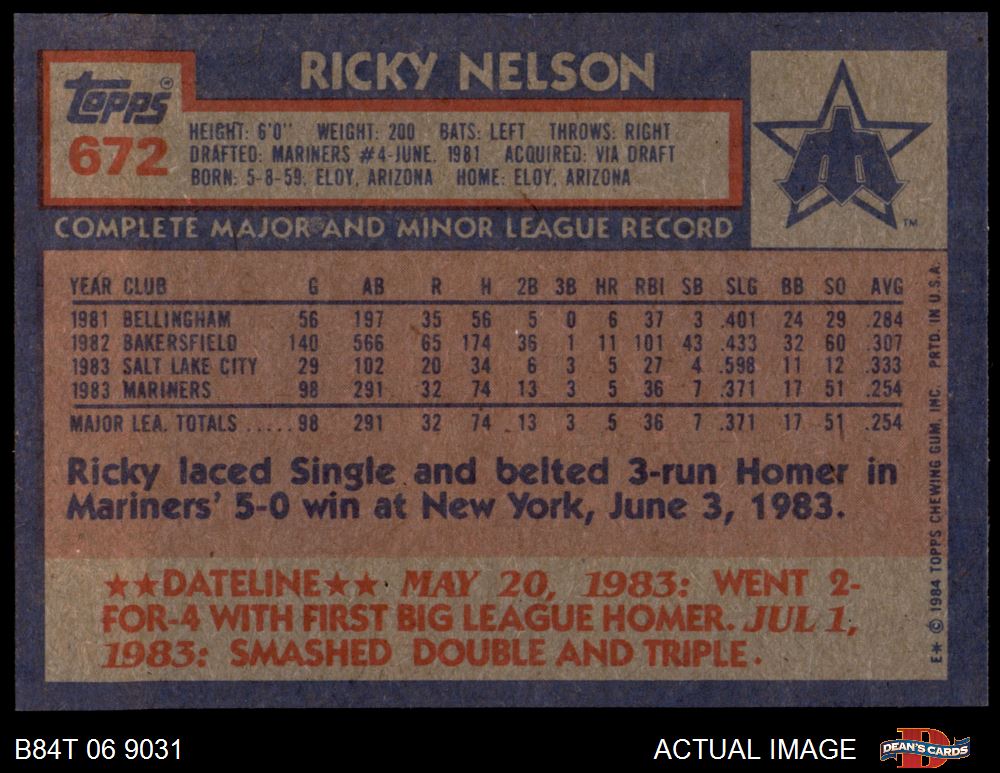 RICKY NELSON
Topps®
672
HEIGHT: 6'0" WEIGHT: 200 BATS: LEFT THROWS: RIGHT
DRAFTED: MARINERS #4-JUNE, 1981 ACQUIRED: VIA DRAFT
BORN: 5-8-59, ELOY, ARIZONA HOME: ELOY, ARIZONA
TM
COMPLETE MAJOR AND MINOR LEAGUE RECORD
YEAR CLUB G AB R H 2B 3B HR RBI SB SLG BB SO AVG
1981 BELLINGHAM 56 197 35 56 5 0 6 37 3 .401 24 29 .284
1982 BAKERSFIELD 140 566 65 174 36 1 11 101 43 .433 32 60 .307
1983 SALT LAKE CITY 29 102 20 34 6 3 5 27 4 .598 11 12 .333
1983 MARINERS 98 291 32 74 13 3 5 36 7 .371 17 51 .254
MAJOR LEA. TOTALS ..... 98 291 32 74 13 3 5 36 7 .371 17 51 .254
Ricky laced Single and belted 3-run Homer in
Mariners' 5-0 win at New York, June 3, 1983.
★★DATELINE★★ MAY 20, 1983: WENT 2-
FOR-4 WITH FIRST BIG LEAGUE HOMER. JUL 1,
1983: SMASHED DOUBLE AND TRIPLE.
E* © 1984 TOPPS CHEWING GUM, INC. PRTD. IN U.S.A.
B84T 06 9031
ACTUAL IMAGE
D
DEAN'S CARDS